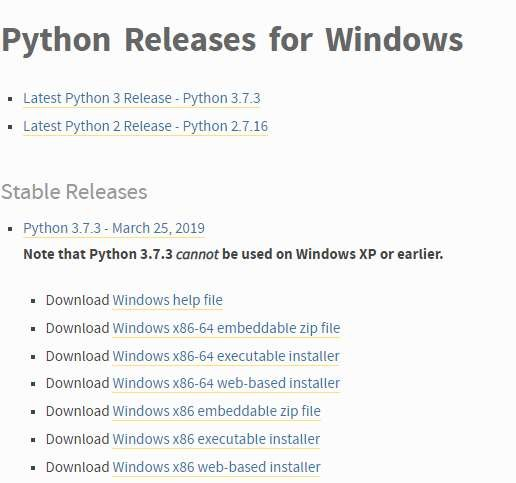 Python Releases for Windows
Latest Python 3 Release - Python 3.7.3
Latest Python 2 Release - Python 2.7.16
Stable Releases
Python 3.7.3 - March 25, 2019
Note that Python 3.7.3 cannot be used on Windows XP or earlier.
Download Windows help file
Download Windows x86-64 embeddable zip file
Download Windows x86-64 executable installer
Download Windows x86-64 web-based installer
Download Windows x86 embeddable zip file
Download Windows x86 executable installer
Download Windows x86 web-based installer